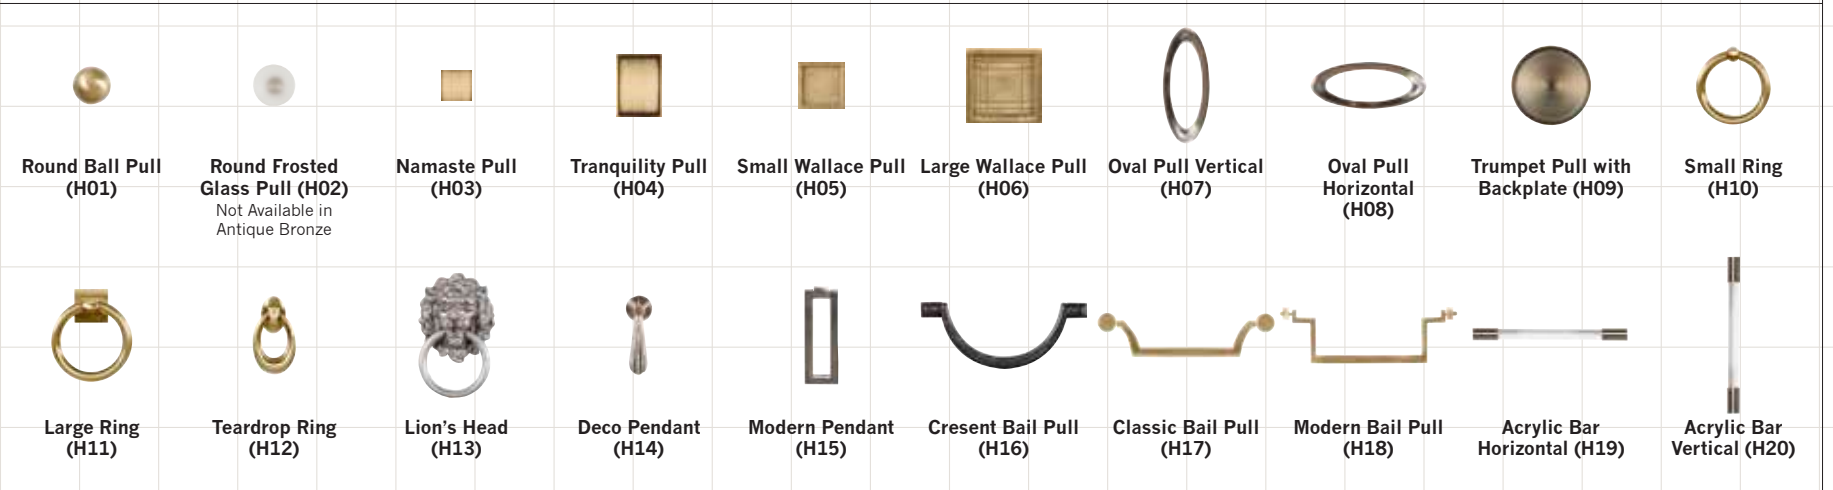 Round Ball Pull
(H01)
Round Frosted
Glass Pull (H02)
Not Available in
Antique Bronze
Namaste Pull
(H03)
Tranquility Pull
(H04)
Small Wallace Pull
(H05)
Large Wallace Pull
(H06)
Oval Pull Vertical
(H07)
Oval Pull
Horizontal
(H08)
Trumpet Pull with
Backplate (H09)
Small Ring
(H10)
Large Ring
(H11)
Teardrop Ring
(H12)
Lion’s Head
(H13)
Deco Pendant
(H14)
Modern Pendant
(H15)
Cresent Bail Pull
(H16)
Classic Bail Pull
(H17)
Modern Bail Pull
(H18)
Acrylic Bar
Horizontal (H19)
Acrylic Bar
Vertical (H20)